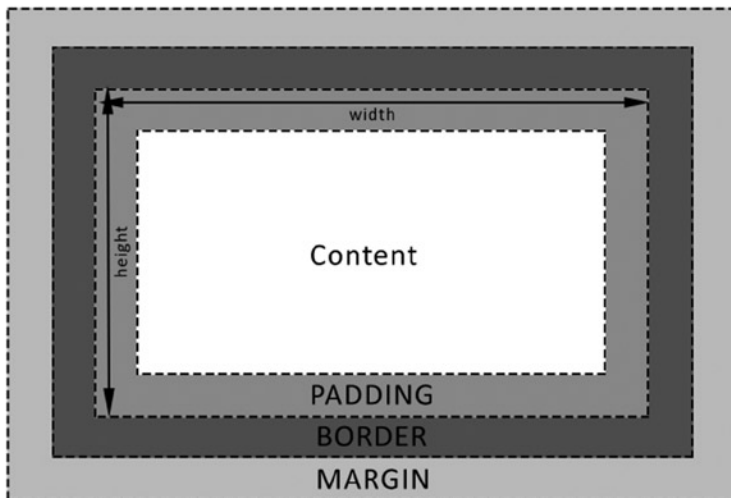 width
height
Content
PADDING
BORDER
MARGIN